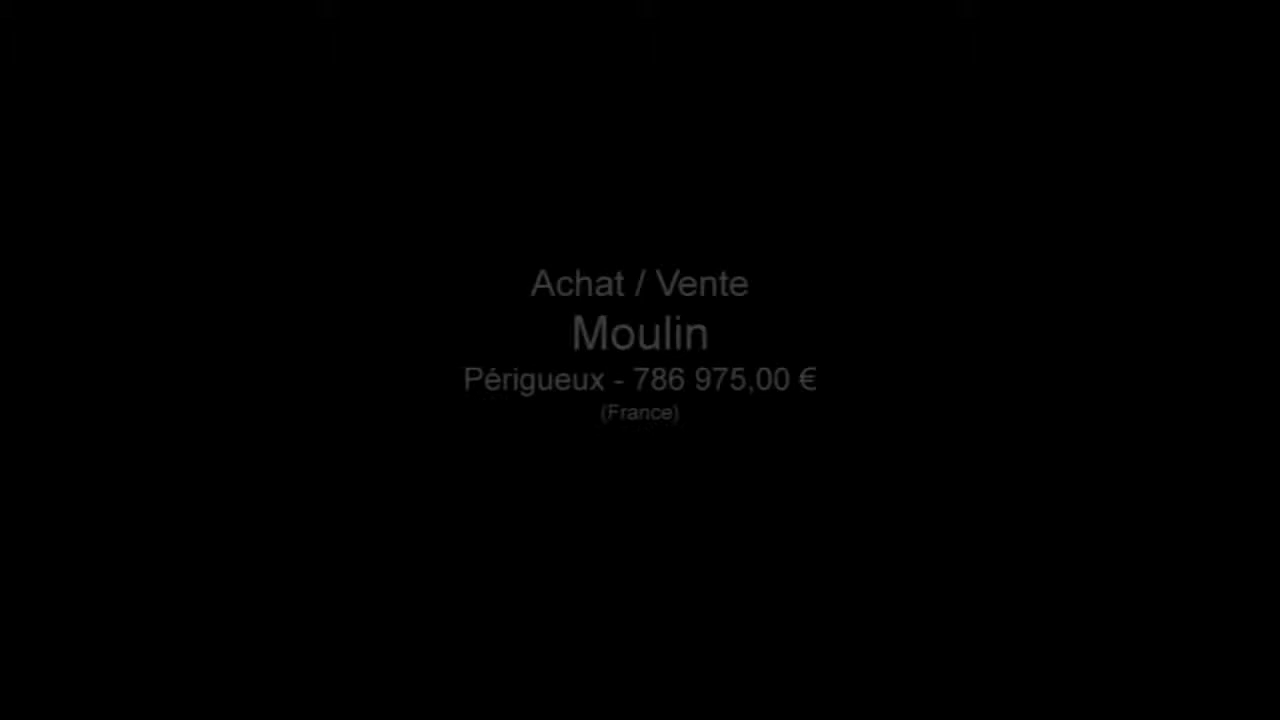 Achat / Vente
Moulin
Périgueux - 786 975,00 €
(France)